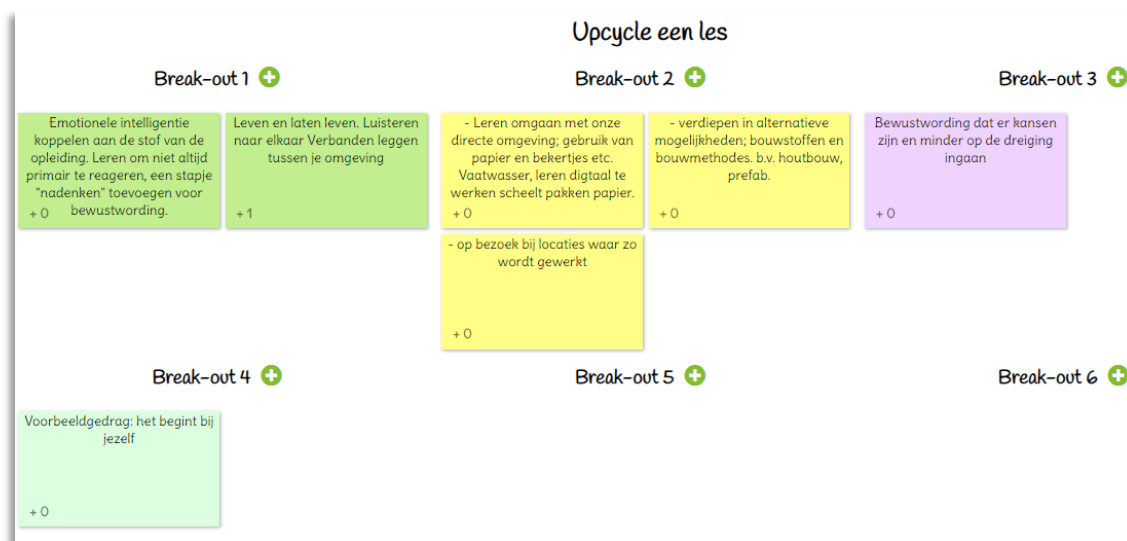 Upcycle een les
Break-out 1
Break-out 2
Break-out 3
Emotionele intelligentie
koppelen aan de stof van de
opleiding. Leren om niet altijd
primair te reageren, een stapje
"nadenken" toevoegen voor
bewustwording.
+ 0
Leven en laten leven. Luisteren
naar elkaar Verbanden leggen
tussen je omgeving
+ 1
- Leren omgaan met onze
directe omgeving; gebruik van
papier en bekertjes etc.
Vaatwasser, leren digtaal te
werken scheelt pakken papier.
+ 0
- verdiepen in alternatieve
mogelijkheden; bouwstoffen en
bouwmethodes. b.v. houtbouw,
prefab.
+ 0
Bewustwording dat er kansen
zijn en minder op de dreiging
ingaan
+ 0
- op bezoek bij locaties waar zo
wordt gewerkt
+ 0
Break-out 4
Break-out 5
Break-out 6
Voorbeeldgedrag: het begint bij
jezelf
+ 0